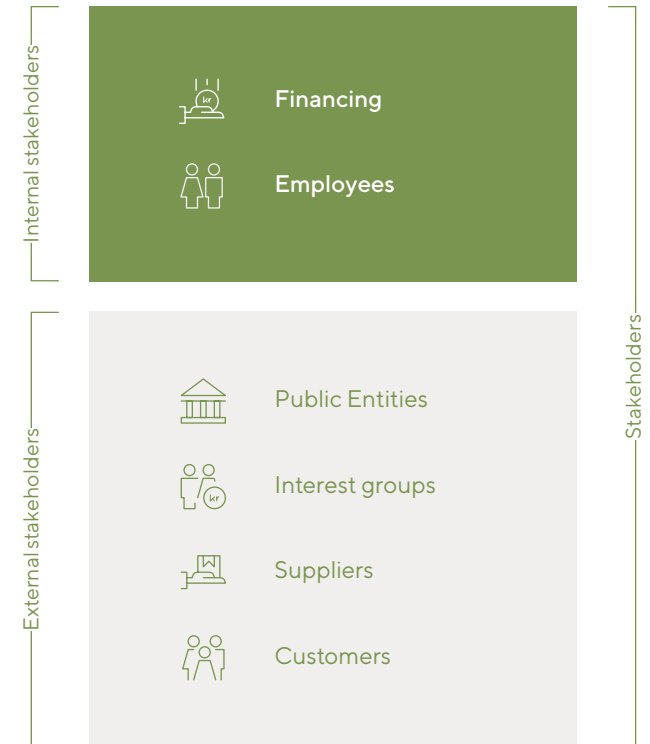 Internal stakeholders
kr
Financing
Employees
Stakeholders
External stakeholders
Public Entities
kr
Interest groups
Suppliers
Customers